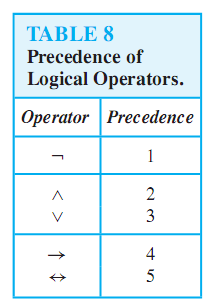 TABLE 8
Precedence of
Logical Operators.
Operator Precedence
¬ 1
∧ 2
∨ 3
→ 4
↔ 5